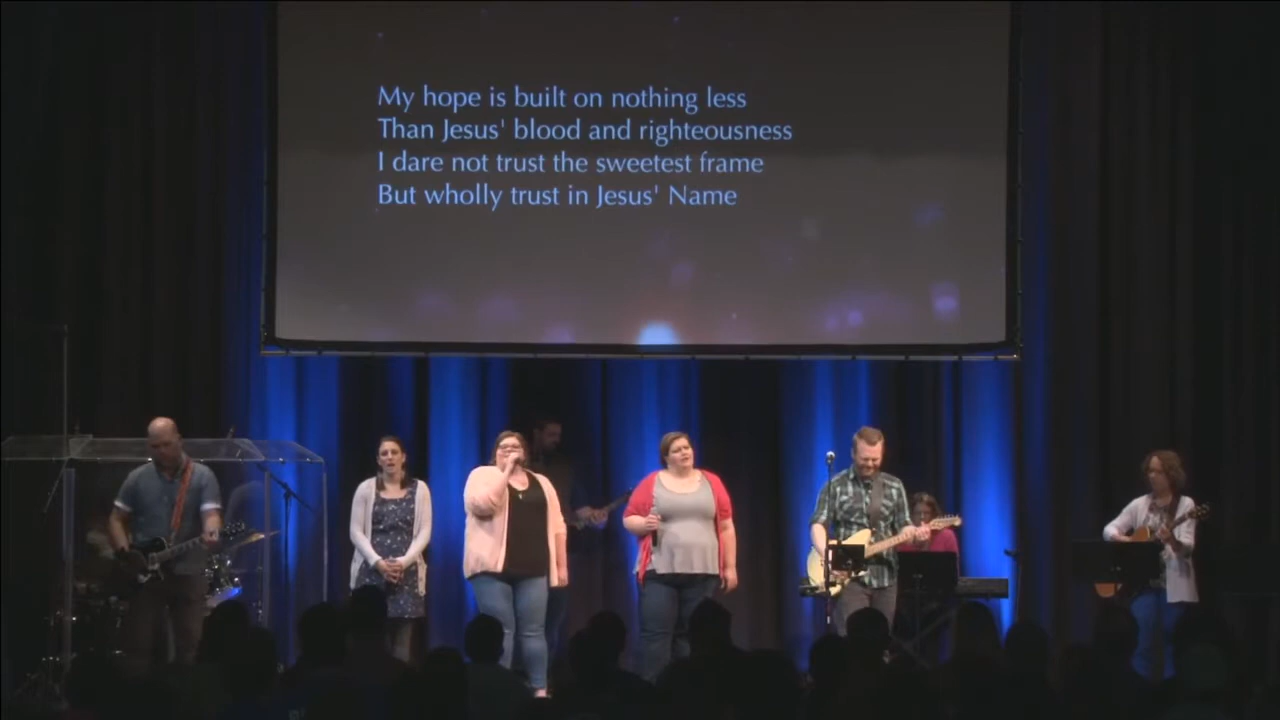 My hope is built on nothing less
Than Jesus' blood and righteousness
I dare not trust the sweetest frame
But wholly trust in Jesus' Name